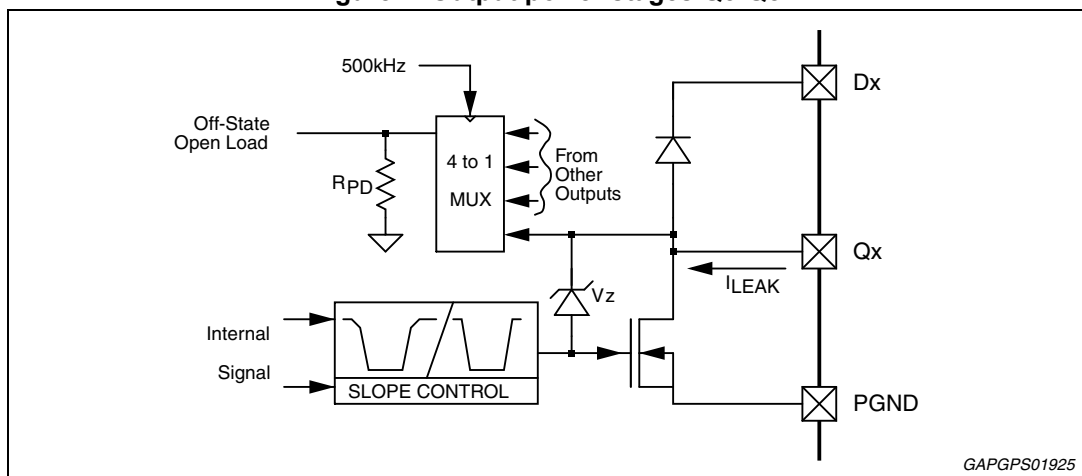 500kHz
Dx
Off-State
Open Load
4 to 1
MUX
From
Other
Outputs
RPD
Qx
ILEAK
Vz
Internal
Signal
SLOPE CONTROL
PGND
GAPGPS01925